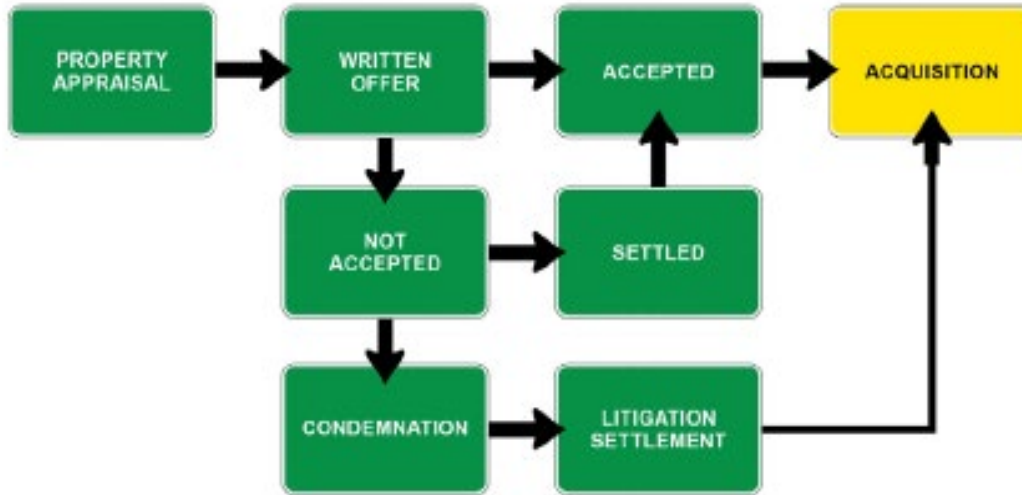 PROPERTY
APPRAISAL
WRITTEN
OFFER
ACCEPTED
ACQUISITION
NOT
ACCEPTED
SETTLED
CONDEMNATION
LITIGATION
SETTLEMENT